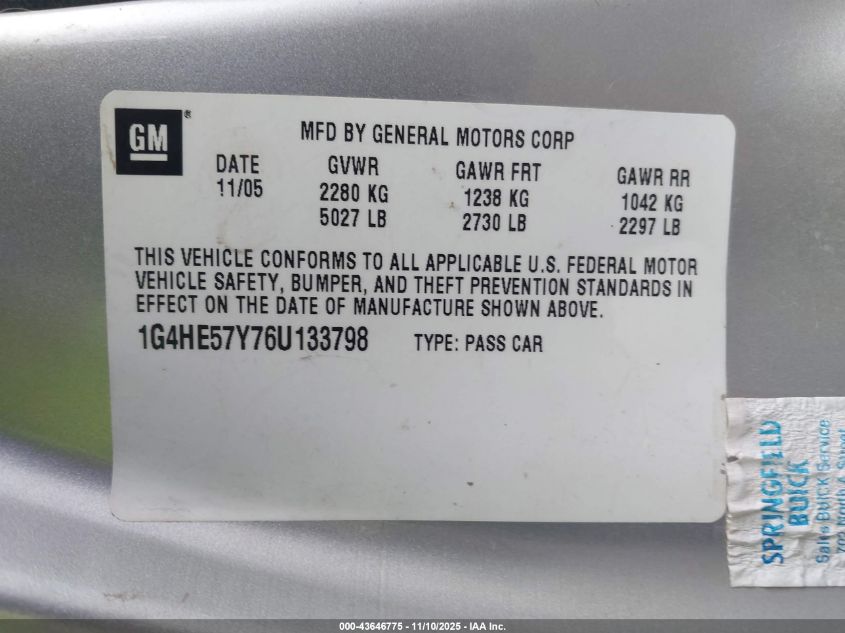 GM®
MFD BY GENERAL MOTORS CORP
DATE GVWR GAWR FRT GAWR RR
11/05 2280 KG 1238 KG 1042 KG
5027 LB 2730 LB 2297 LB
THIS VEHICLE CONFORMS TO ALL APPLICABLE U.S. FEDERAL MOTOR
VEHICLE SAFETY, BUMPER, AND THEFT PREVENTION STANDARDS IN
EFFECT ON THE DATE OF MANUFACTURE SHOWN ABOVE.
1G4HE57Y76U133798 TYPE: PASS CAR
SPRINGFIELD
BUICK
Sales BUICK Service
000-43646775 — 11/10/2025 — IAA Inc.